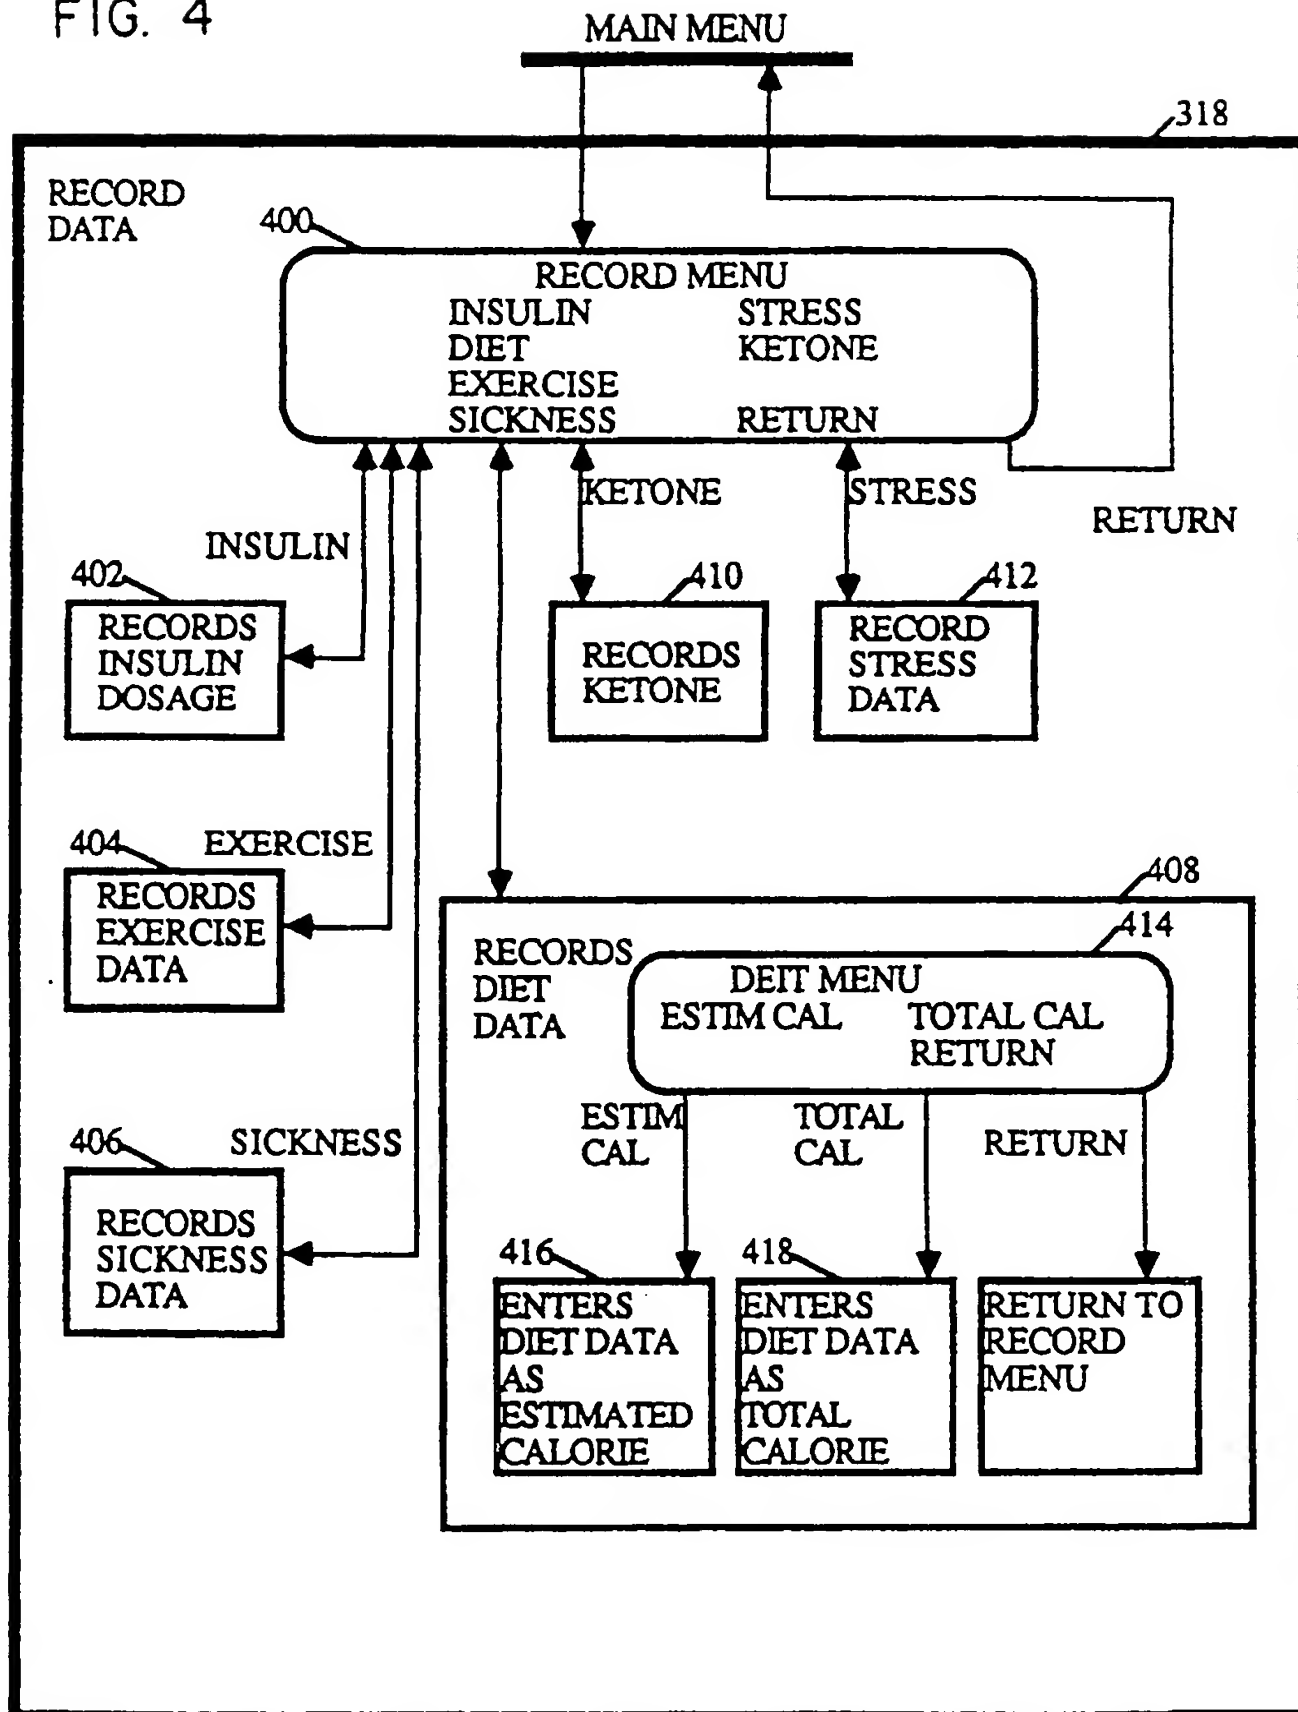 FIG. 4
MAIN MENU
318
RECORD
DATA
400
RECORD MENU
INSULIN STRESS
DIET KETONE
EXERCISE
SICKNESS RETURN
KETONE
STRESS
RETURN
INSULIN
402
RECORDS
INSULIN
DOSAGE
410
RECORDS
KETONE
412
RECORD
STRESS
DATA
404
EXERCISE
RECORDS
EXERCISE
DATA
408
RECORDS
DIET
DATA
414
DEIT MENU
ESTIM CAL TOTAL CAL
RETURN
406
SICKNESS
RECORDS
SICKNESS
DATA
ESTIM
CAL
TOTAL
CAL
RETURN
416
ENTERS
DIET DATA
AS
ESTIMATED
CALORIE
418
ENTERS
DIET DATA
AS
TOTAL
CALORIE
RETURN TO
RECORD
MENU